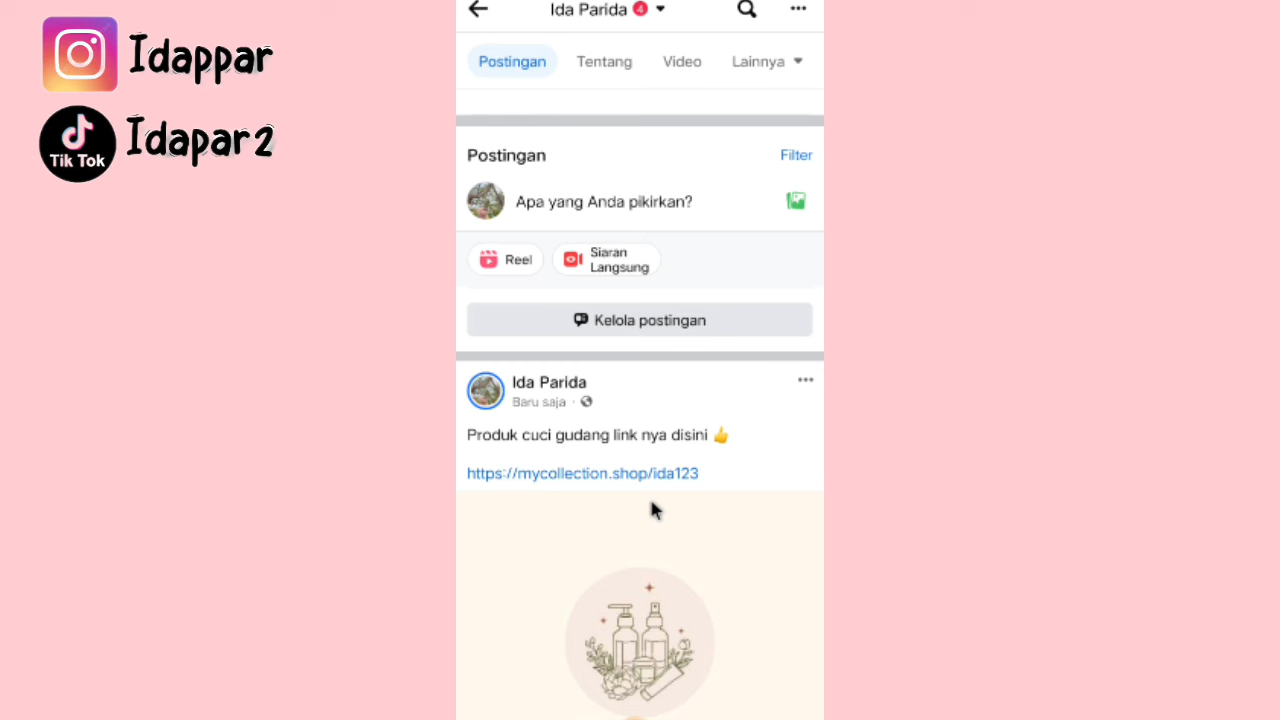 Idappar
Tik Tok
Idapar2
Ida Parida 4
Postingan Tentang Video Lainnya
Postingan Filter
Apa yang Anda pikirkan?
Reel
Siaran
Langsung
Kelola postingan
Ida Parida
Baru saja ·
Produk cuci gudang link nya disini 👍
https://mycollection.shop/ida123